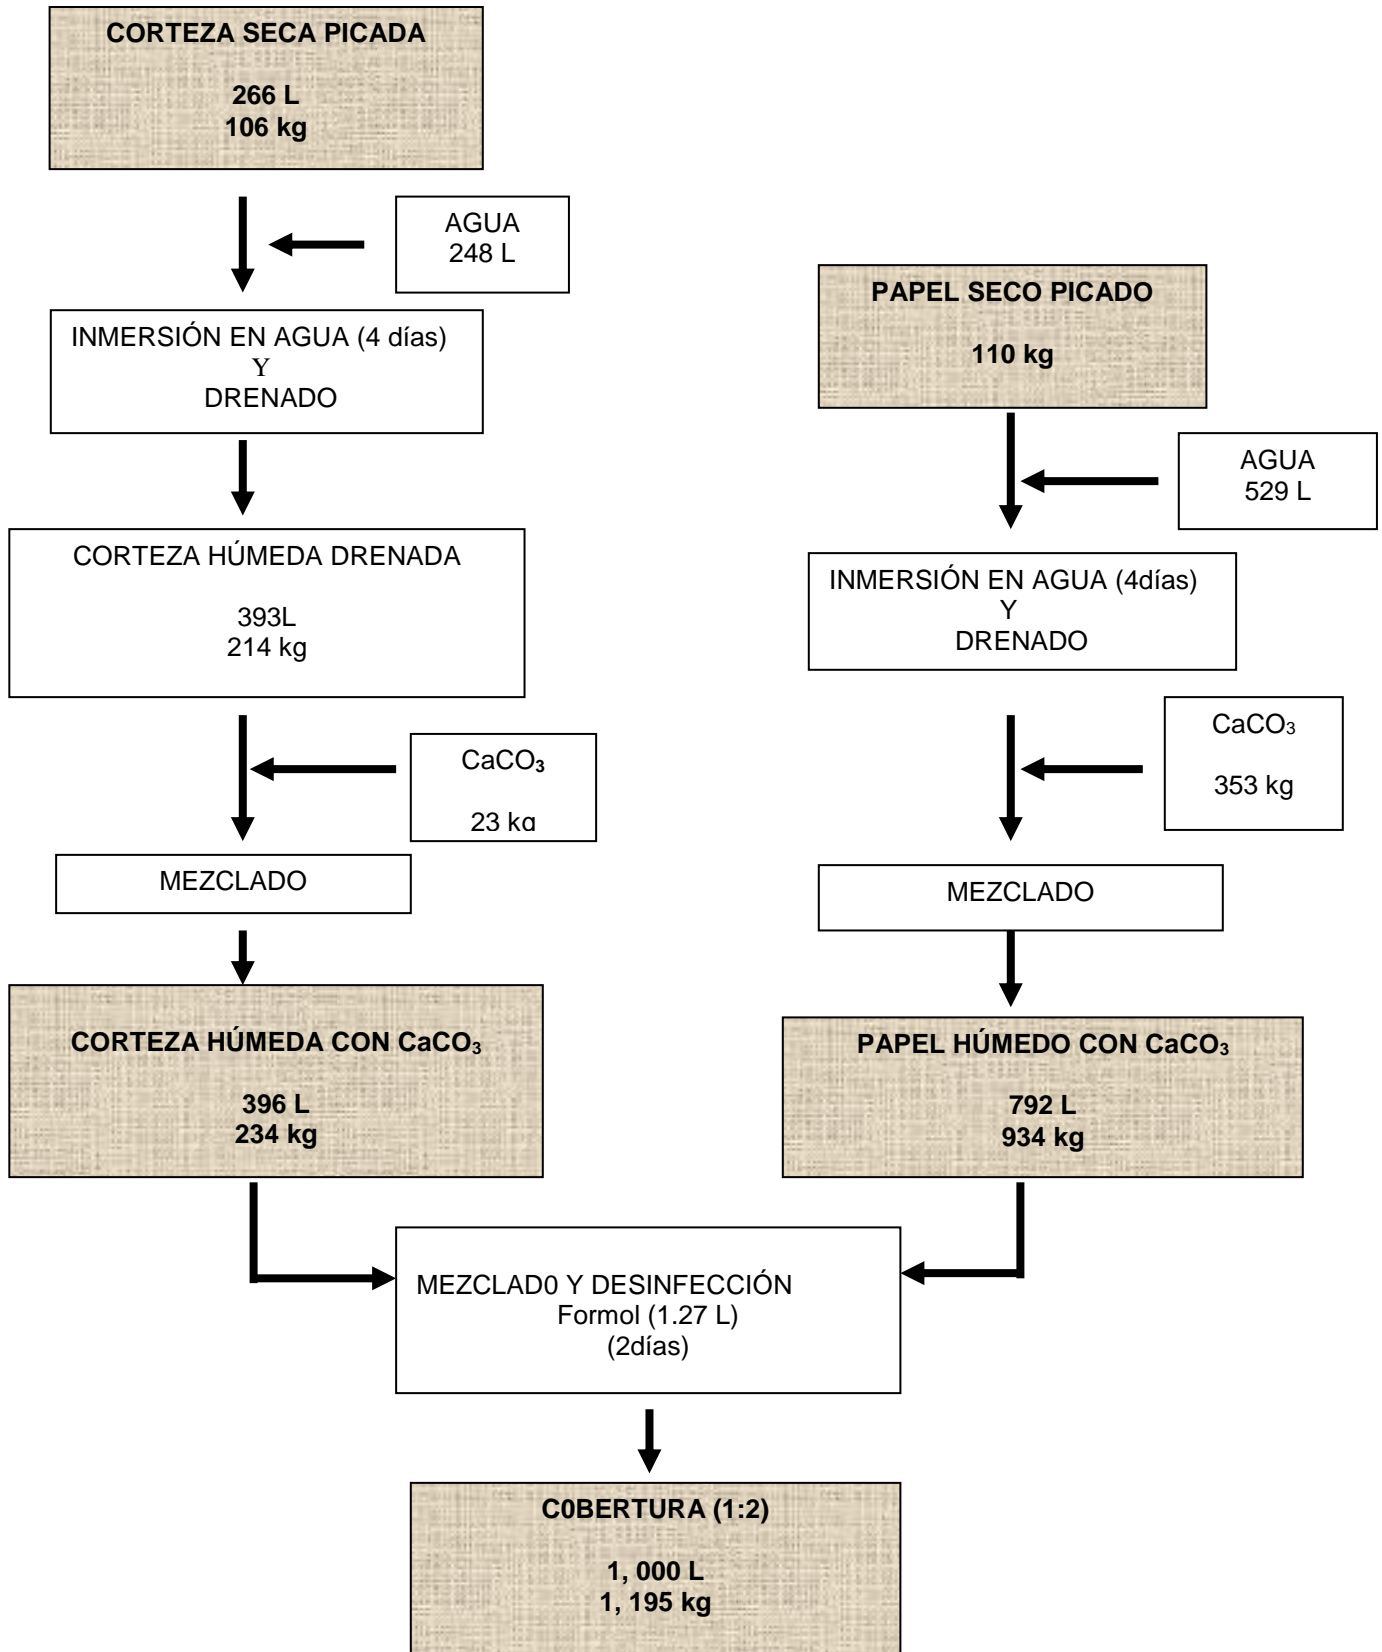 CORTEZA SECA PICADA
266 L
106 kg
AGUA
248 L
INMERSIÓN EN AGUA (4 días)
Y
DRENADO
CORTEZA HÚMEDA DRENADA
393L
214 kg
CaCO₃
23 kg
MEZCLADO
CORTEZA HÚMEDA CON CaCO₃
396 L
234 kg
PAPEL SECO PICADO
110 kg
AGUA
529 L
INMERSIÓN EN AGUA (4días)
Y
DRENADO
CaCO₃
353 kg
MEZCLADO
PAPEL HÚMEDO CON CaCO₃
792 L
934 kg
MEZCLAD0 Y DESINFECCIÓN
Formol (1.27 L)
(2días)
C0BERTURA (1:2)
1, 000 L
1, 195 kg